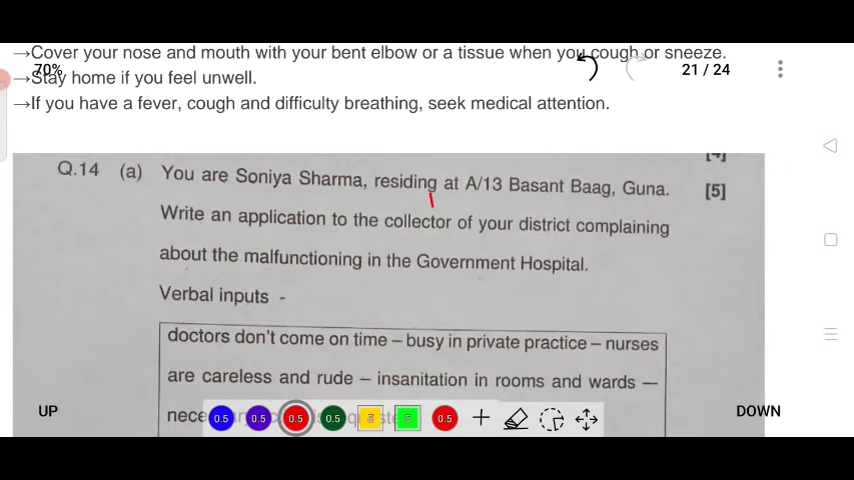 →Cover your nose and mouth with your bent elbow or a tissue when you cough or sneeze.
70%
21 / 24
→Stay home if you feel unwell.
→If you have a fever, cough and difficulty breathing, seek medical attention.
[4]
Q.14 (a) You are Soniya Sharma, residing at A/13 Basant Baag, Guna. [5]
Write an application to the collector of your district complaining
about the malfunctioning in the Government Hospital.
Verbal inputs -
doctors don't come on time – busy in private practice – nurses
are careless and rude – insanitation in rooms and wards —
UP
DOWN
0.5 0.5 0.5 0.5 5 5 0.5